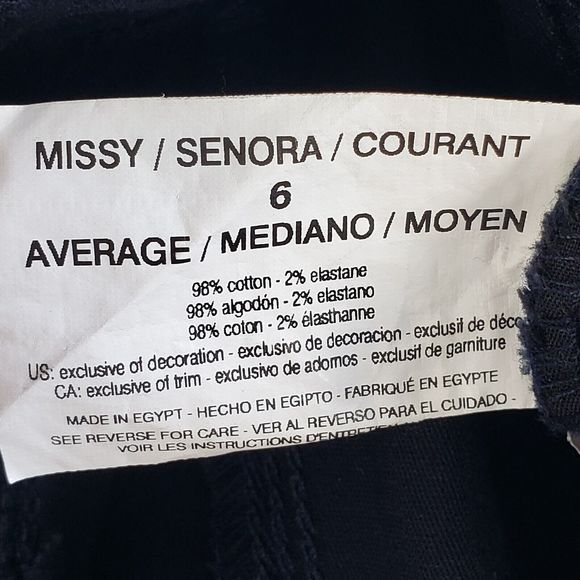 MISSY / SENORA / COURANT
6
AVERAGE / MEDIANO / MOYEN
98% cotton - 2% elastane
98% algodón - 2% elastano
98% coton - 2% élasthanne
US: exclusive of decoration - exclusivo de decoracion - exclusif de déco
CA: exclusive of trim - exclusivo de adornos - exclusif de garniture
MADE IN EGYPT - HECHO EN EGIPTO - FABRIQUÉ EN EGYPTE
SEE REVERSE FOR CARE - VER AL REVERSO PARA EL CUIDADO -
VOIR LES INSTRUCTIONS D'ENTRETIEN